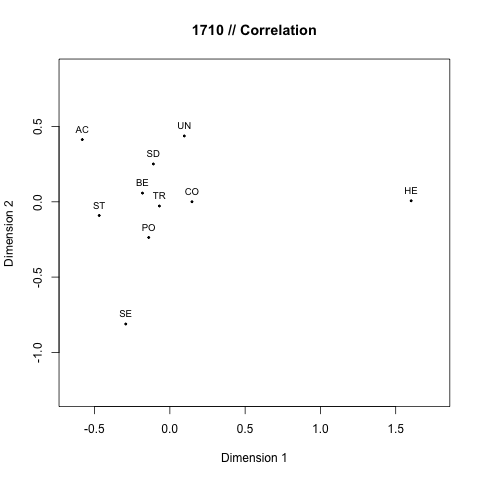 1710 // Correlation
UN
AC
SD
BE
TR
CO
HE
ST
PO
SE
0.5
0.0
-0.5
-1.0
Dimension 2
-0.5
0.0
0.5
1.0
1.5
Dimension 1